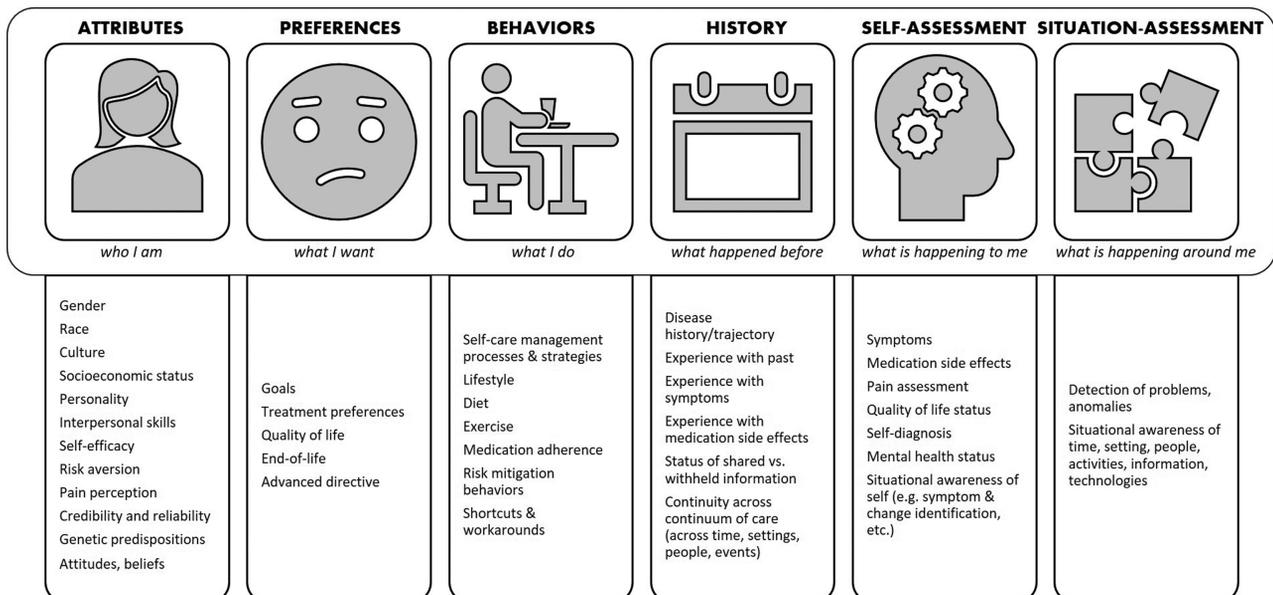 ATTRIBUTES
PREFERENCES
BEHAVIORS
HISTORY
SELF-ASSESSMENT
SITUATION-ASSESSMENT
who I am
what I want
what I do
what happened before
what is happening to me
what is happening around me
Gender
Race
Culture
Socioeconomic status
Personality
Interpersonal skills
Self-efficacy
Risk aversion
Pain perception
Credibility and reliability
Genetic predispositions
Attitudes, beliefs
Goals
Treatment preferences
Quality of life
End-of-life
Advanced directive
Self-care management
processes & strategies
Lifestyle
Diet
Exercise
Medication adherence
Risk mitigation
behaviors
Shortcuts &
workarounds
Disease
history/trajectory
Experience with past
Experience with
symptoms
Experience with
medication side effects
Status of shared vs.
withheld information
Continuity across
continuum of care
(across time, settings,
people, events)
Symptoms
Medication side effects
Pain assessment
Quality of life status
Self-diagnosis
Mental health status
Situational awareness of
self (e.g. symptom &
change identification,
etc.)
Detection of problems,
anomalies
Situational awareness of
time, setting, people,
activities, information,
technologies